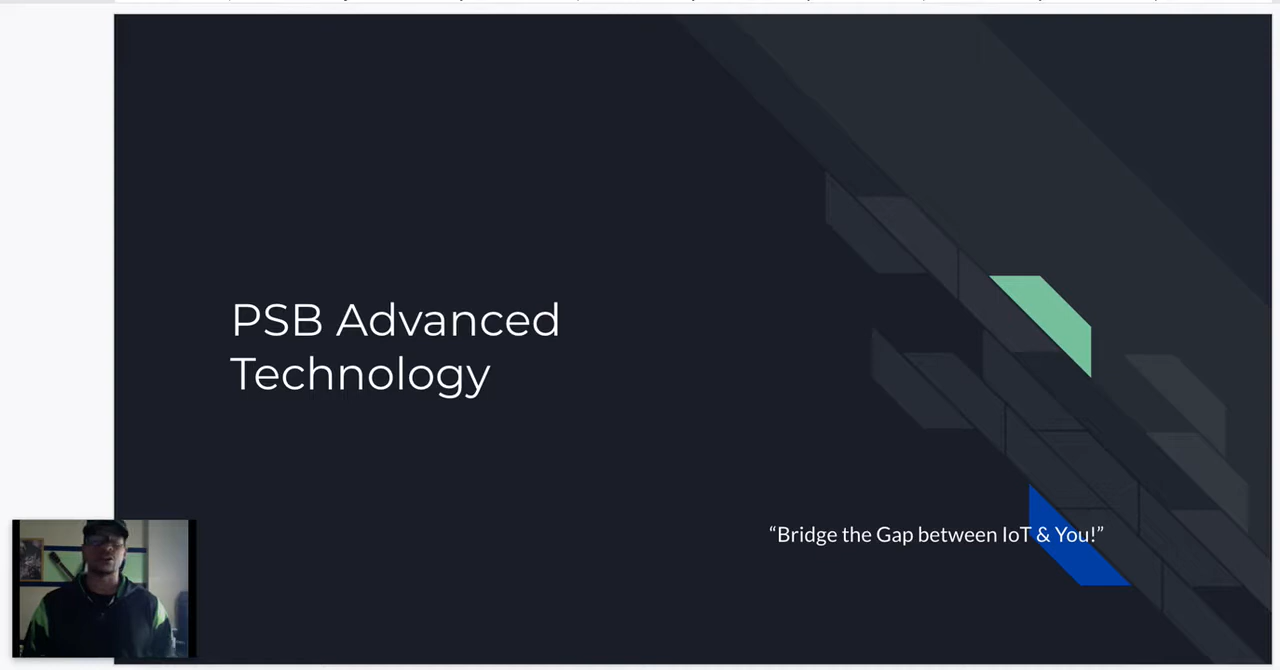 PSB Advanced
Technology
“Bridge the Gap between IoT & You!”